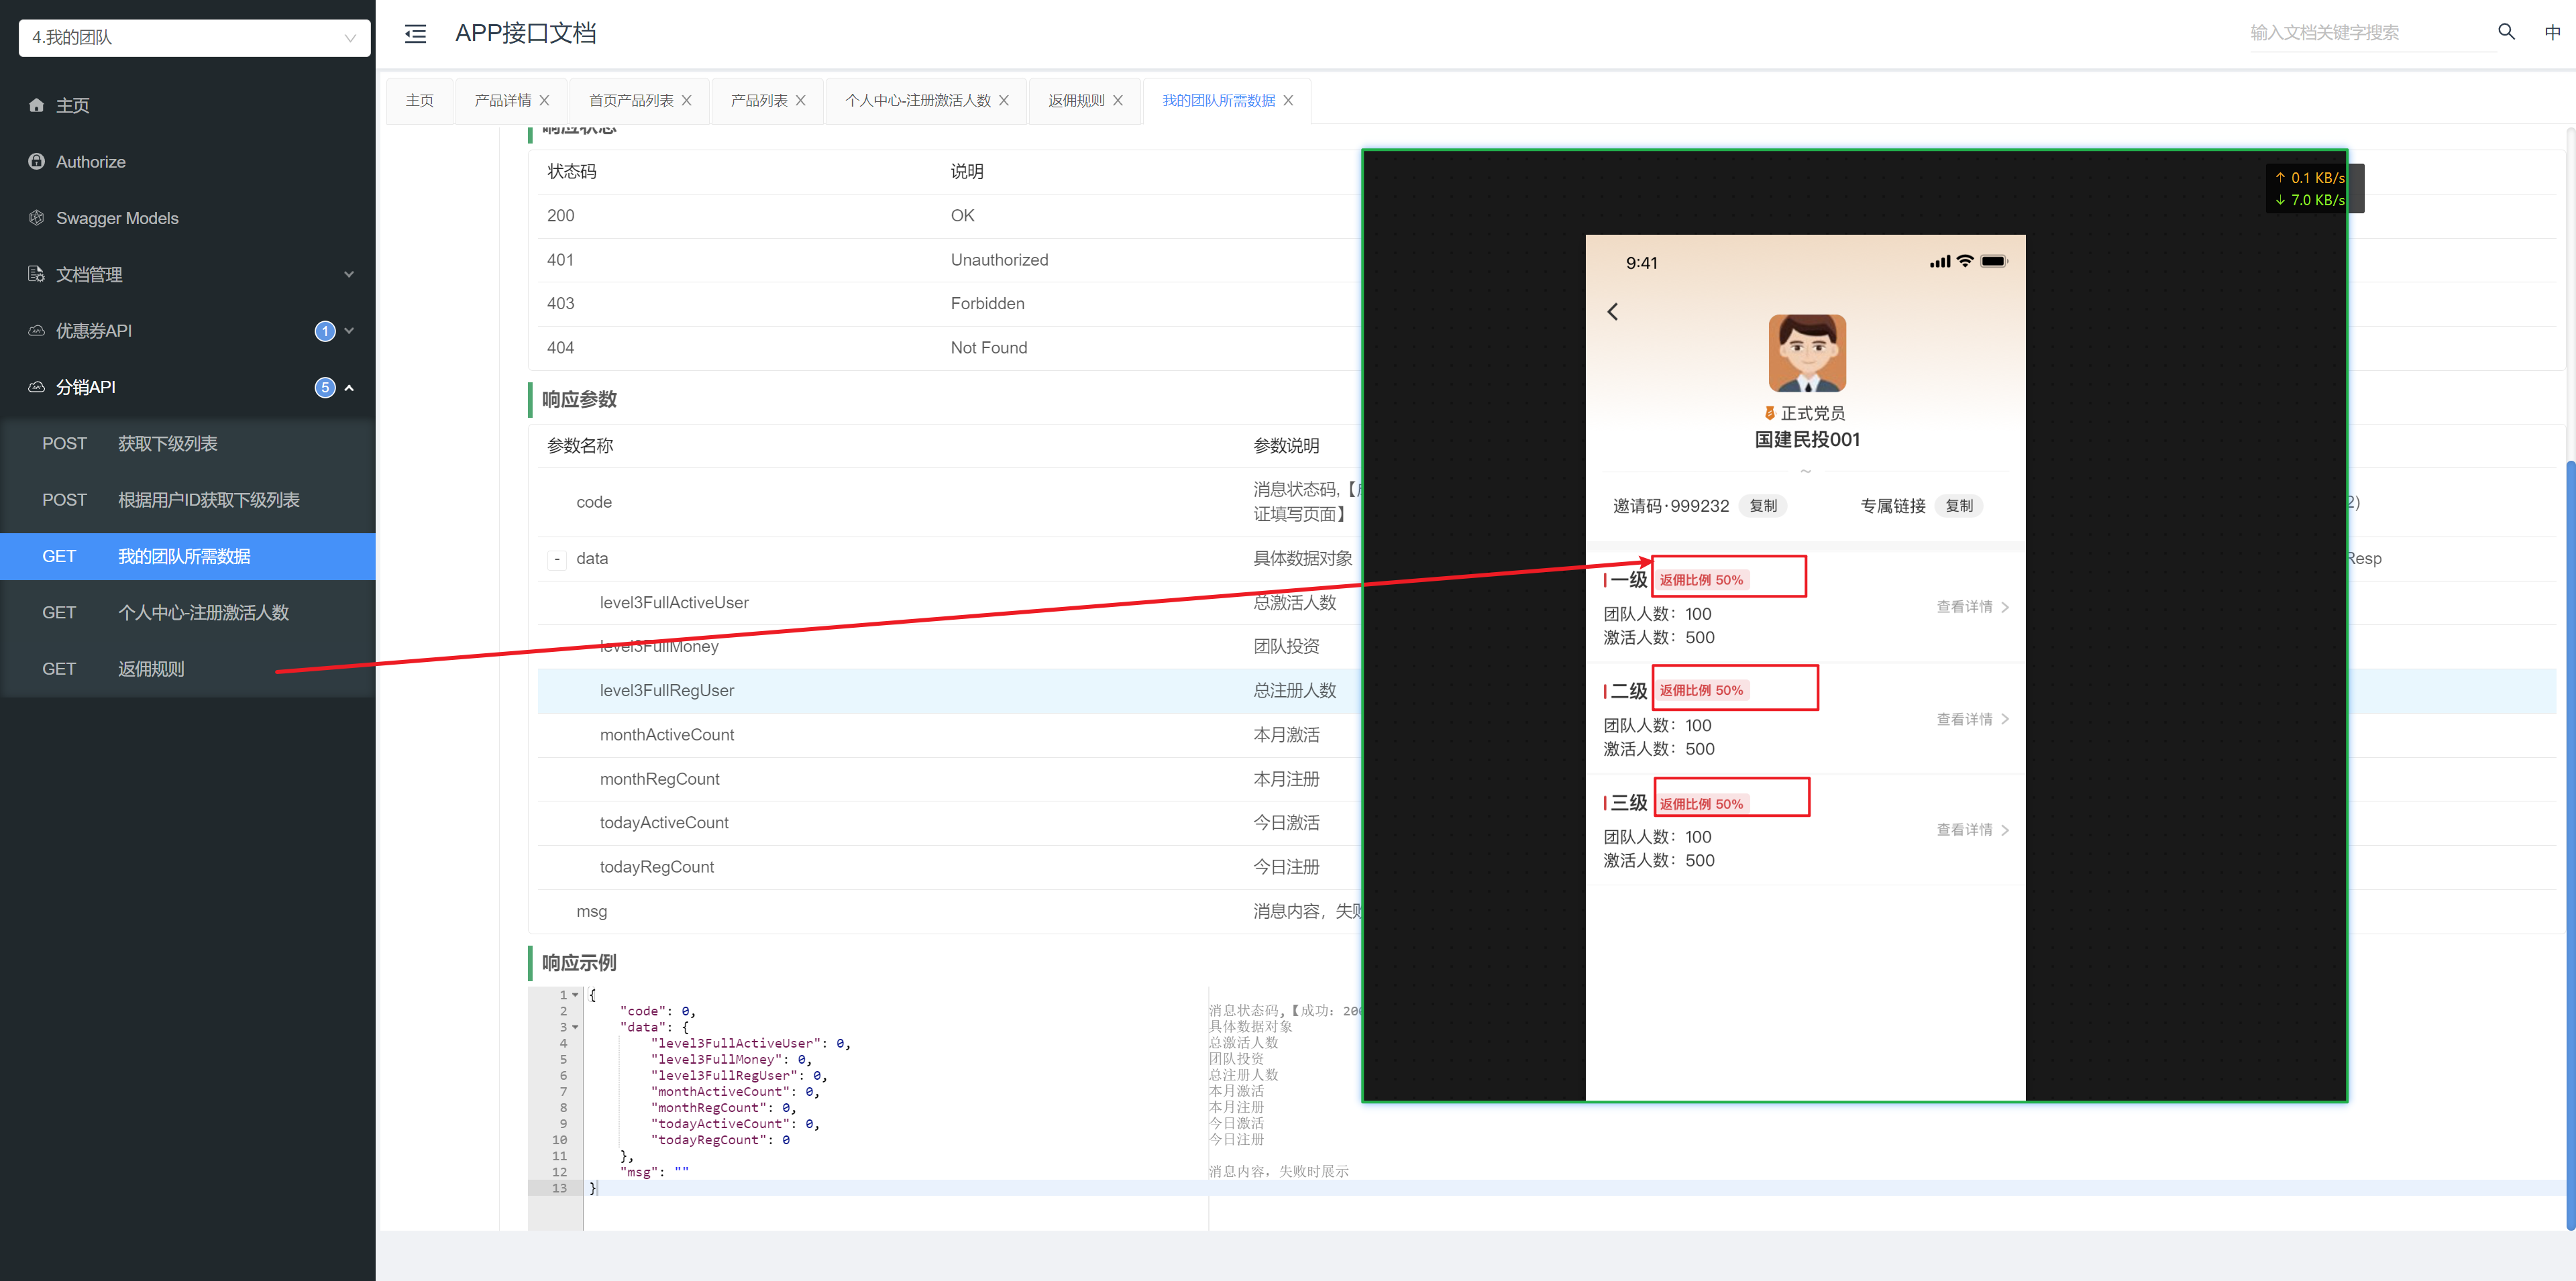 4.我的团队
APP接口文档
输入文档关键字搜索
中
主页
Authorize
Swagger Models
文档管理
优惠券API
1
分销API
5
POST 获取下级列表
POST 根据用户ID获取下级列表
GET 我的团队所需数据
GET 个人中心-注册激活人数
GET 返佣规则
主页
产品详情
首页产品列表
产品列表
个人中心-注册激活人数
返佣规则
我的团队所需数据
响应状态
状态码 说明
200 OK
401 Unauthorized
403 Forbidden
404 Not Found
响应参数
参数名称 参数说明
code 消息状态码,【
证填写页面】
2)
- data 具体数据对象
Resp
level3FullActiveUser 总激活人数
level3FullMoney 团队投资
level3FullRegUser 总注册人数
monthActiveCount 本月激活
monthRegCount 本月注册
todayActiveCount 今日激活
todayRegCount 今日注册
msg 消息内容，失败
响应示例
1 {
2 "code": 0, 消息状态码,【成功: 200
3 "data": { 具体数据对象
4 "level3FullActiveUser": 0, 总激活人数
5 "level3FullMoney": 0, 团队投资
6 "level3FullRegUser": 0, 总注册人数
7 "monthActiveCount": 0, 本月激活
8 "monthRegCount": 0, 本月注册
9 "todayActiveCount": 0, 今日激活
10 "todayRegCount": 0 今日注册
11 },
12 "msg": "" 消息内容，失败时展示
13 }
↑ 0.1 KB/s
↓ 7.0 KB/s
9:41
正式党员
国建民投001
邀请码·999232 复制 专属链接 复制
一级 返佣比例 50%
团队人数：100
激活人数：500
查看详情
二级 返佣比例 50%
团队人数：100
激活人数：500
查看详情
三级 返佣比例 50%
团队人数：100
激活人数：500
查看详情